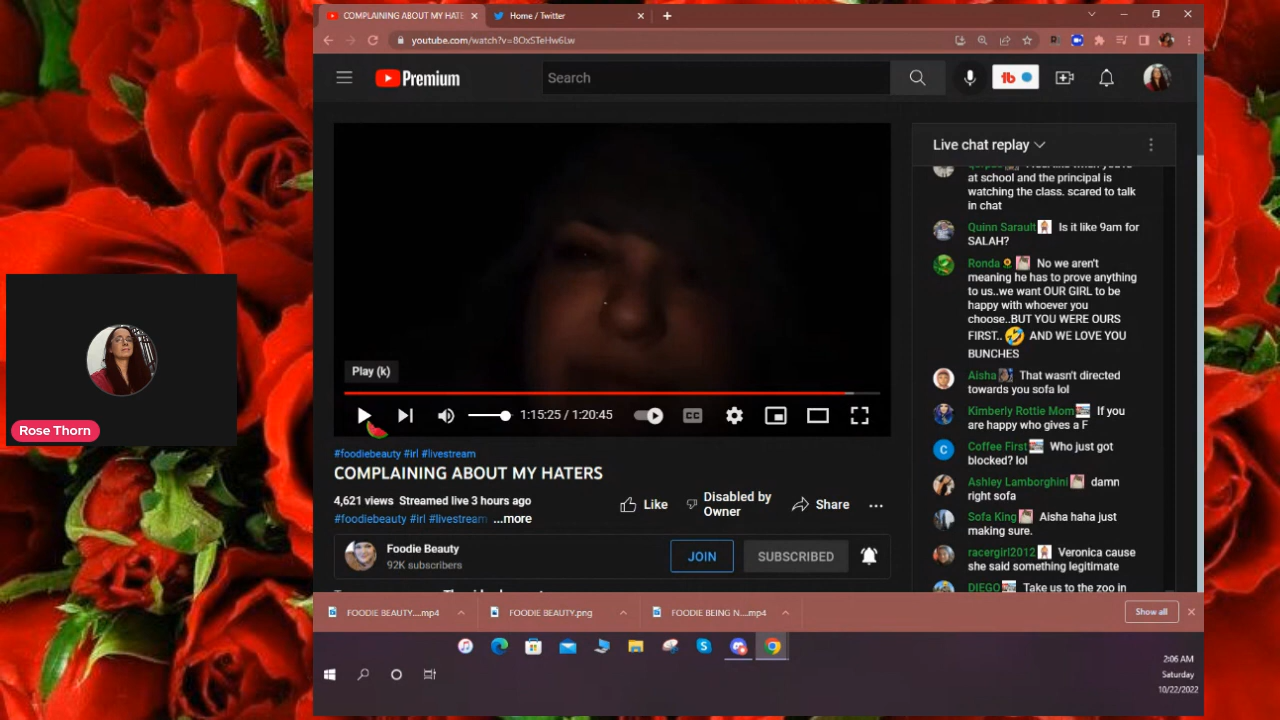 COMPLAINING ABOUT MY HATE
Home / Twitter
youtube.com/watch?v=8OxSTeHw6Lw
Premium
Search
Live chat replay
at school and the principal is
watching the class. scared to talk
in chat
Quinn Sarault Is it like 9am for
SALAH?
Ronda No we aren't
meaning he has to prove anything
to us..we want OUR GIRL to be
happy with whoever you
choose..BUT YOU WERE OURS
FIRST.. AND WE LOVE YOU
BUNCHES
Aisha That wasn't directed
towards you sofa lol
Kimberly Rottie Mom If you
are happy who gives a F
C
Coffee First Who just got
blocked? lol
Ashley Lamborghini damn
right sofa
Sofa King Aisha haha just
making sure.
racergirl2012 Veronica cause
she said something legitimate
DIEGO Take us to the zoo in
Play (k)
1:15:25 / 1:20:45
CC
#foodiebeauty #irl #livestream
COMPLAINING ABOUT MY HATERS
4,621 views Streamed live 3 hours ago
#foodiebeauty #irl #livestream ...more
Like
Disabled by
Owner
Share
Foodie Beauty
92K subscribers
JOIN
SUBSCRIBED
Rose Thorn
FOODIE BEAUTY....mp4
FOODIE BEAUTY.png
FOODIE BEING N....mp4
Show all
2:06 AM
Saturday
10/22/2022